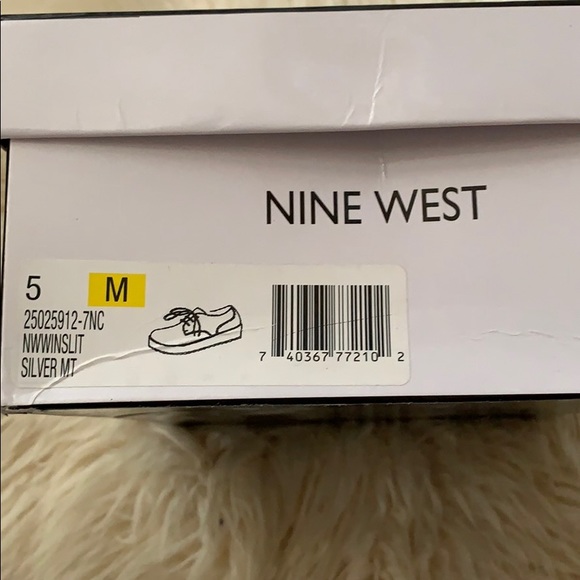 NINE WEST
5 M
25025912-7NC
NWWINSLIT
SILVER MT
7 40367 77210 2